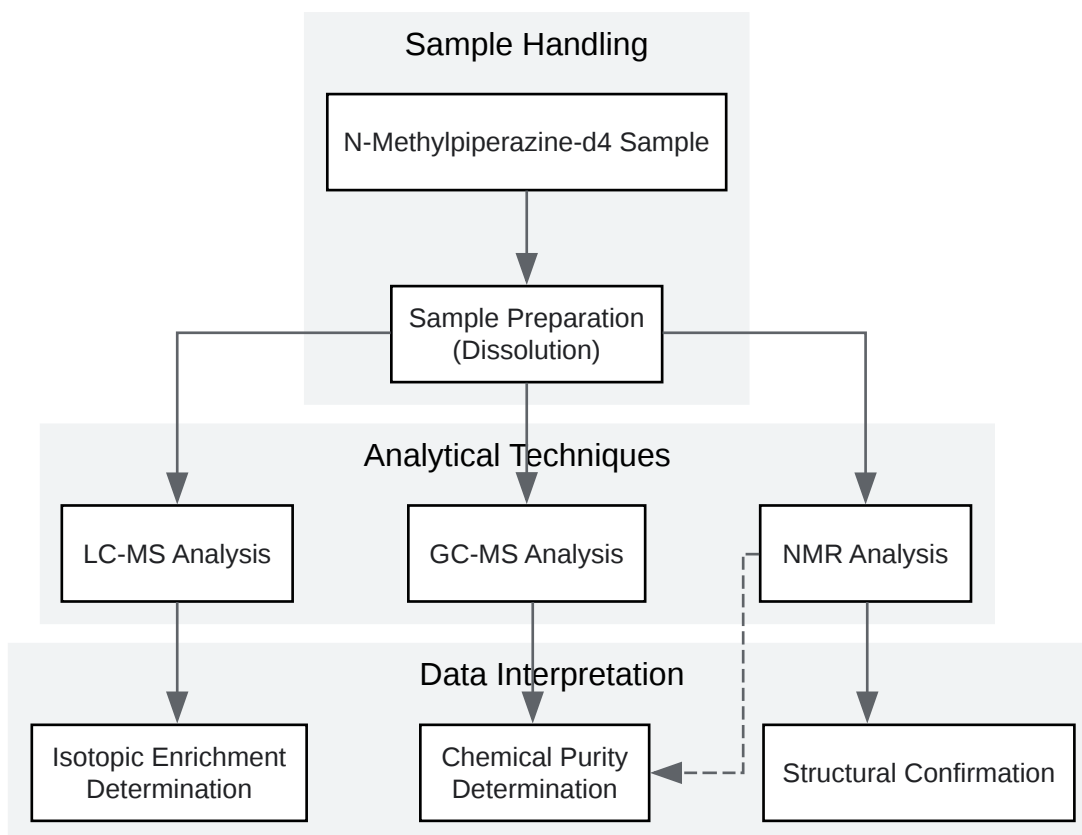 Sample Handling
N-Methylpiperazine-d4 Sample
Sample Preparation
(Dissolution)
Analytical Techniques
LC-MS Analysis
GC-MS Analysis
NMR Analysis
Data Interpretation
Isotopic Enrichment
Determination
Chemical Purity
Determination
Structural Confirmation